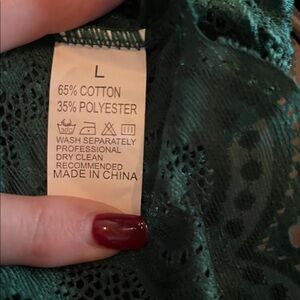 L
65% COTTON
35% POLYESTER
WASH SEPARATELY
PROFESSIONAL
DRY CLEAN
RECOMMENDED
MADE IN CHINA